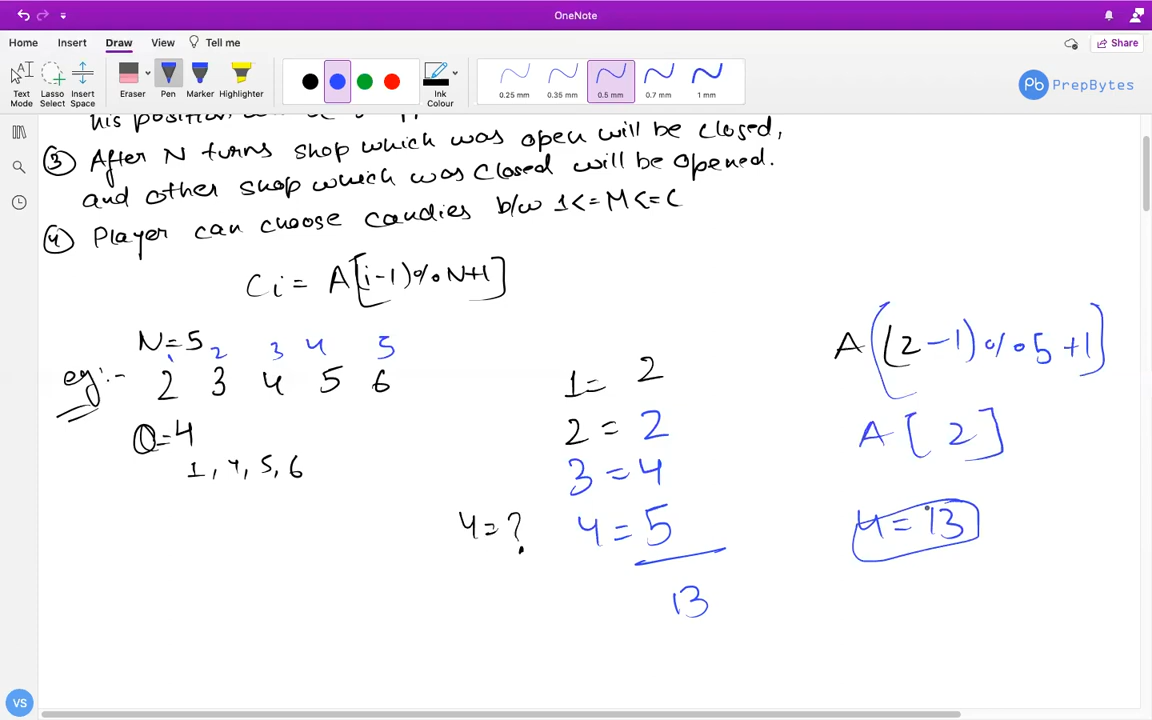 OneNote
Home Insert Draw View Tell me
Share
Text Mode
Lasso Select
Insert Space
Eraser
Pen
Marker
Highlighter
Ink Colour
0.25 mm
0.35 mm
0.5 mm
0.7 mm
1 mm
Pb PrepBytes
his position
③ After N turns shop which was open will be closed,
and other shop which was closed will be opened.
④ Player can choose candies b/w 1<=M<=C
Ci = A[i-1)%N+1]
N=5
1 2 3 4 5
eg:- 2 3 4 5 6
Q=4
1, 4, 5, 6
4=?
1= 2
2 = 2
3 = 4
4 = 5
13
A[(2-1)%5+1]
A[2]
4=13
VS